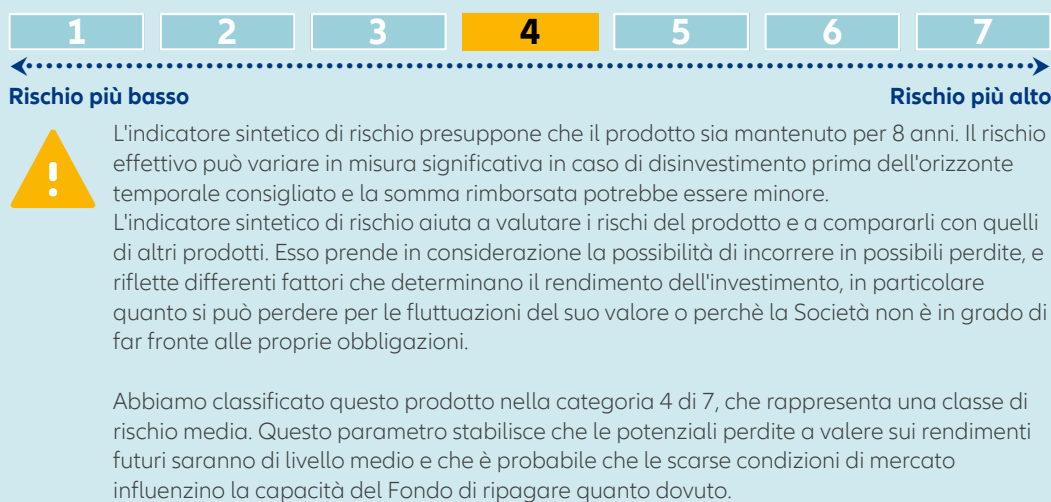 1 2 3 4 5 6 7
Rischio più basso Rischio più alto
L'indicatore sintetico di rischio presuppone che il prodotto sia mantenuto per 8 anni. Il rischio
effettivo può variare in misura significativa in caso di disinvestimento prima dell'orizzonte
temporale consigliato e la somma rimborsata potrebbe essere minore.
L'indicatore sintetico di rischio aiuta a valutare i rischi del prodotto e a compararli con quelli
di altri prodotti. Esso prende in considerazione la possibilità di incorrere in possibili perdite, e
riflette differenti fattori che determinano il rendimento dell'investimento, in particolare
quanto si può perdere per le fluttuazioni del suo valore o perchè la Società non è in grado di
far fronte alle proprie obbligazioni.
Abbiamo classificato questo prodotto nella categoria 4 di 7, che rappresenta una classe di
rischio media. Questo parametro stabilisce che le potenziali perdite a valere sui rendimenti
futuri saranno di livello medio e che è probabile che le scarse condizioni di mercato
influenzino la capacità del Fondo di ripagare quanto dovuto.